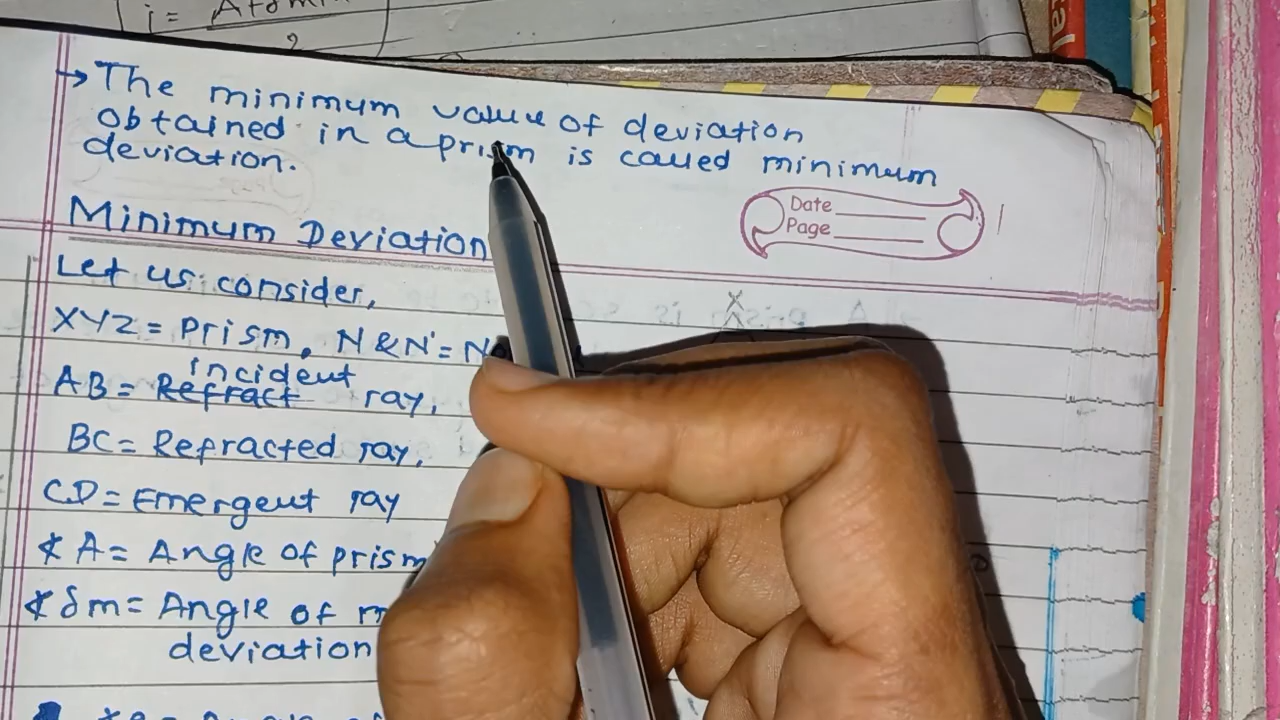 i = Atomi
2
→ The minimum value of deviation
obtained in a prism is called minimum
deviation.
Date
Page
Minimum Deviation
Let us consider,
X
XYZ = Prism, N & N' =
incident
AB = Refract ray,
BC = Refracted ray,
CD = Emergent ray
∢ A = Angle of prism
∢ δm = Angle of
deviation